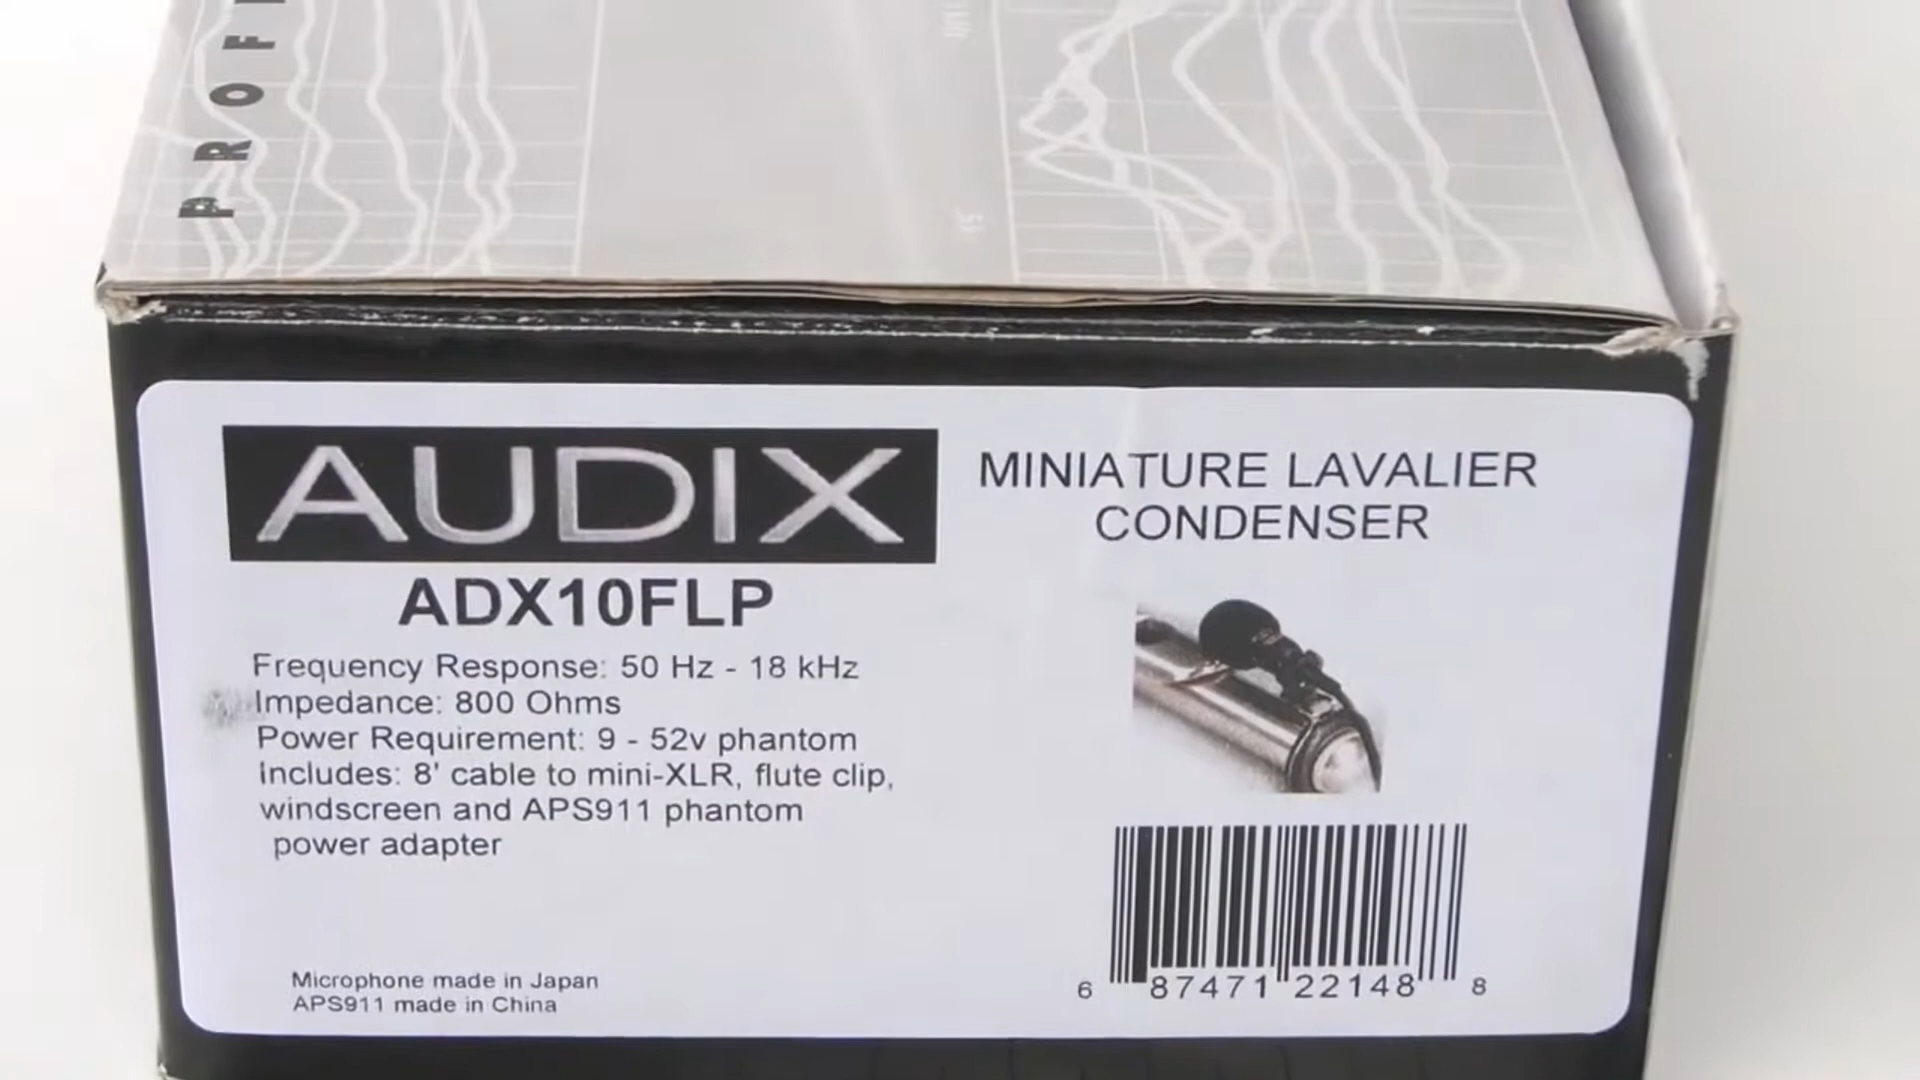 PROF
AUDIX
ADX10FLP
Frequency Response: 50 Hz - 18 kHz
Impedance: 800 Ohms
Power Requirement: 9 - 52v phantom
Includes: 8' cable to mini-XLR, flute clip,
windscreen and APS911 phantom
power adapter
Microphone made in Japan
APS911 made in China
MINIATURE LAVALIER
CONDENSER
6 87471 22148 8